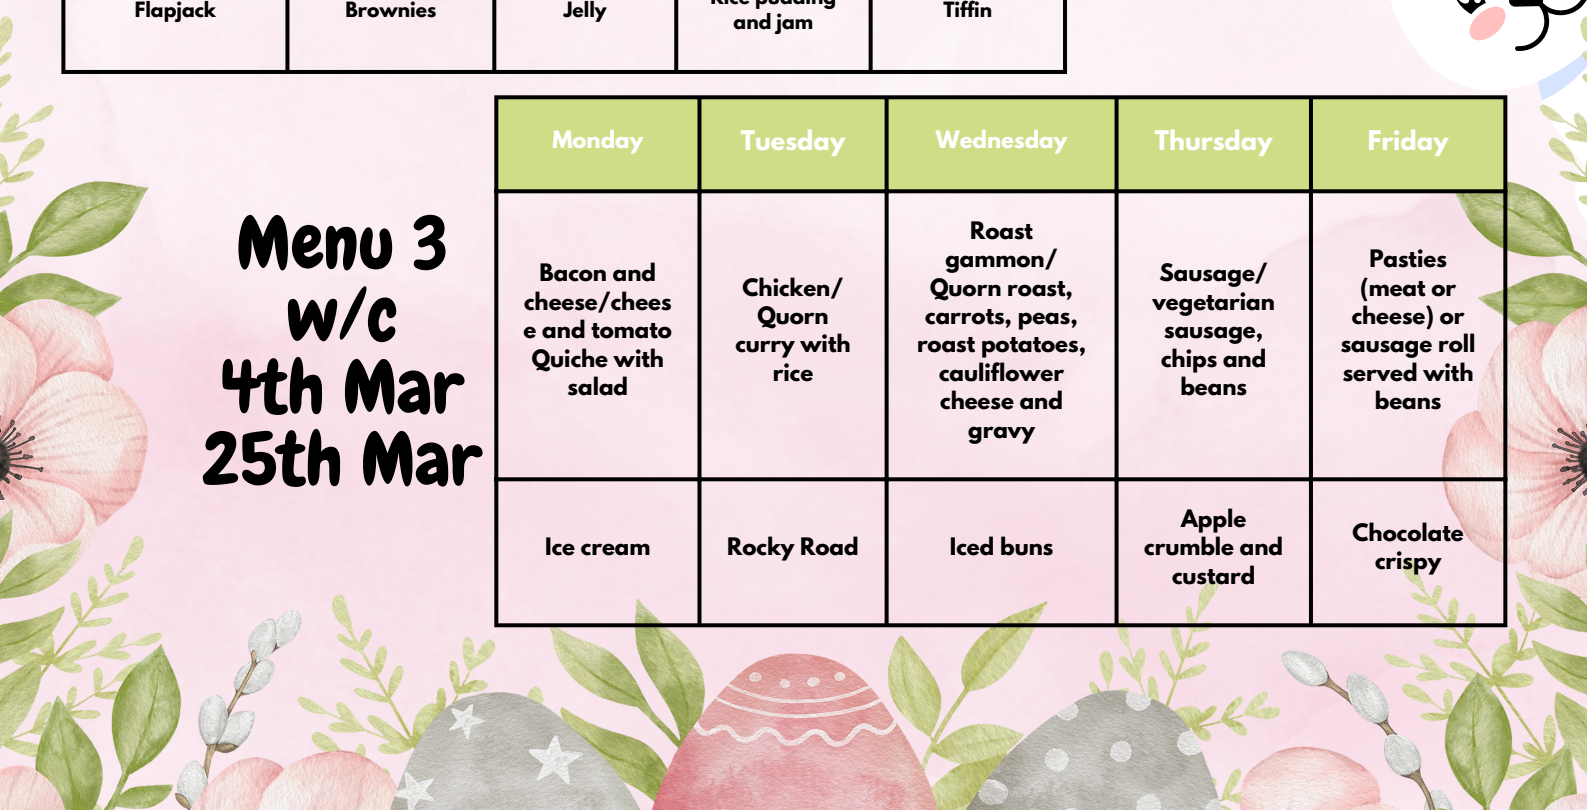 Flapjack
Brownies
Jelly
Rice pudding
and jam
Tiffin
Menu 3
w/c
4th Mar
25th Mar
Monday
Tuesday
Wednesday
Thursday
Friday
Bacon and
cheese/chees
e and tomato
Quiche with
salad
Chicken/
Quorn
curry with
rice
Roast
gammon/
Quorn roast,
carrots, peas,
roast potatoes,
cauliflower
cheese and
gravy
Sausage/
vegetarian
sausage,
chips and
beans
Pasties
(meat or
cheese) or
sausage roll
served with
beans
Ice cream
Rocky Road
Iced buns
Apple
crumble and
custard
Chocolate
crispy